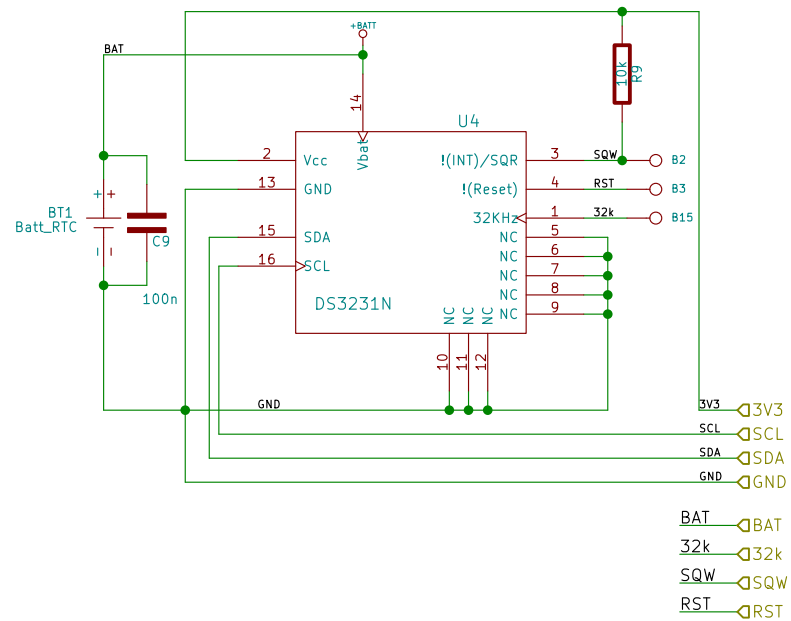 +BATT
BAT
14
10k
R9
U4
Vbat
2
Vcc
!(INT)/SQR
3
SQW
B2
13
GND
!(Reset)
4
RST
B3
32KHz
1
32k
B15
BT1
Batt_RTC
+ +
- -
C9
100n
15
SDA
NC
5
NC
6
16
SCL
NC
7
NC
8
DS3231N
NC
9
NC
NC
NC
10
11
12
GND
3V3
3V3
SCL
SCL
SDA
SDA
GND
GND
BAT
BAT
32k
32k
SQW
SQW
RST
RST